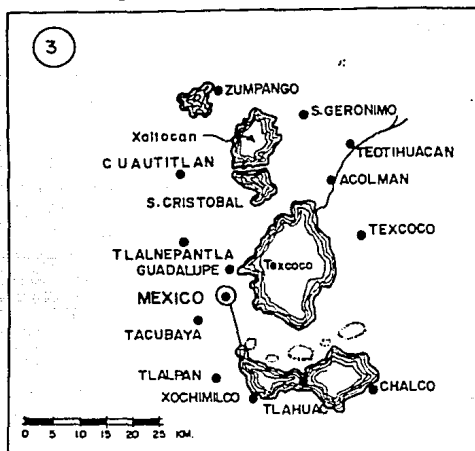 3
ZUMPANGO
S. GERONIMO
Xaltocan
TEOTIHUACAN
CUAUTITLAN
ACOLMAN
S. CRISTOBAL
TEXCOCO
TLALNEPANTLA
GUADALUPE
Texcoco
MEXICO
TACUBAYA
TLALPAN
CHALCO
XOCHIMILCO
TLAHUAC
0 5 10 15 20 25 KM.